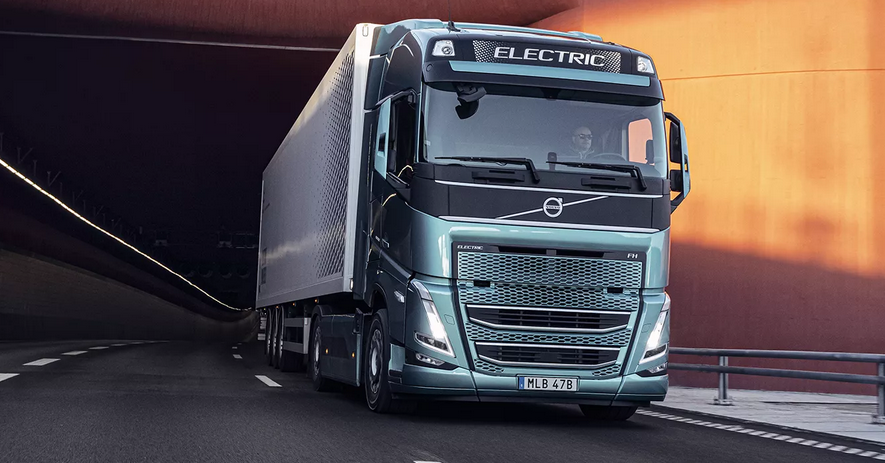 ELECTRIC
VOLVO
ELECTRIC
FH
MLB 47B